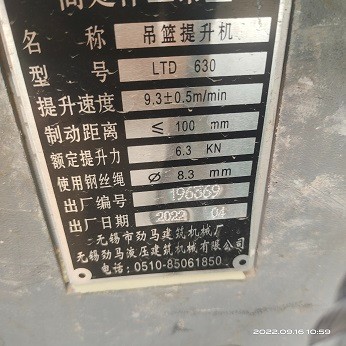 名 称 吊篮提升机
型 号 LTD 630
提升速度 9.3±0.5m/min
制动距离 ≤ 100 mm
额定提升力 6.3 KN
使用钢丝绳 Ø 8.3 mm
出厂编号 196369
出厂日期 2022 04
无锡市劲马建筑机械厂
无锡劲马液压建筑机械有限公司
电话:0510-85061850
2022.09.16 10:59